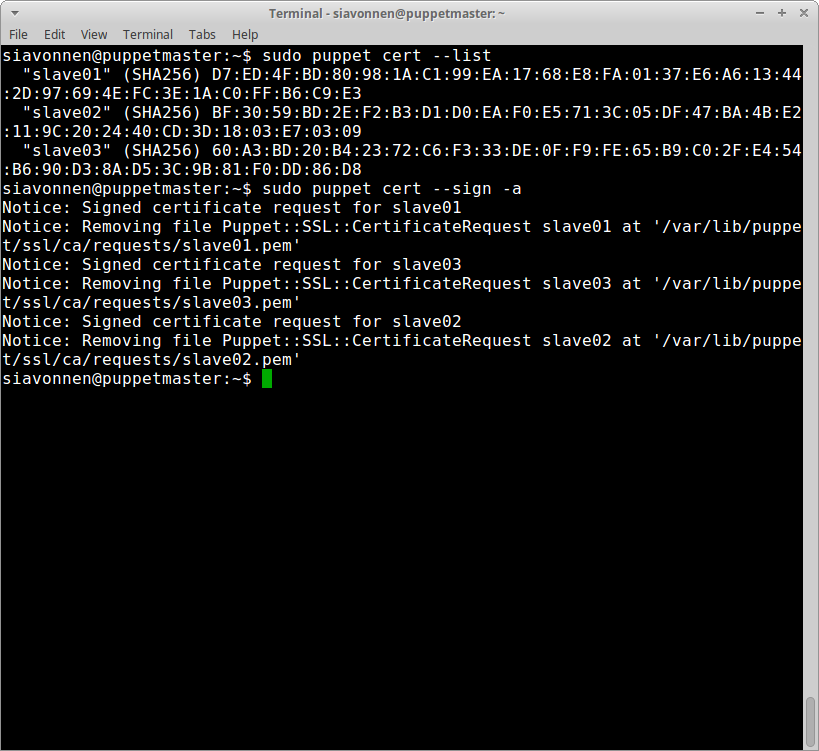 Terminal - siavonnen@puppetmaster: ~
File Edit View Terminal Tabs Help
siavonnen@puppetmaster:~$ sudo puppet cert --list
  "slave01" (SHA256) D7:ED:4F:BD:80:98:1A:C1:99:EA:17:68:E8:FA:01:37:E6:A6:13:44
:2D:97:69:4E:FC:3E:1A:C0:FF:B6:C9:E3
  "slave02" (SHA256) BF:30:59:BD:2E:F2:B3:D1:D0:EA:F0:E5:71:3C:05:DF:47:BA:4B:E2
:11:9C:20:24:40:CD:3D:18:03:E7:03:09
  "slave03" (SHA256) 60:A3:BD:20:B4:23:72:C6:F3:33:DE:0F:F9:FE:65:B9:C0:2F:E4:54
:B6:90:D3:8A:D5:3C:9B:81:F0:DD:86:D8
siavonnen@puppetmaster:~$ sudo puppet cert --sign -a
Notice: Signed certificate request for slave01
Notice: Removing file Puppet::SSL::CertificateRequest slave01 at '/var/lib/puppe
t/ssl/ca/requests/slave01.pem'
Notice: Signed certificate request for slave03
Notice: Removing file Puppet::SSL::CertificateRequest slave03 at '/var/lib/puppe
t/ssl/ca/requests/slave03.pem'
Notice: Signed certificate request for slave02
Notice: Removing file Puppet::SSL::CertificateRequest slave02 at '/var/lib/puppe
t/ssl/ca/requests/slave02.pem'
siavonnen@puppetmaster:~$